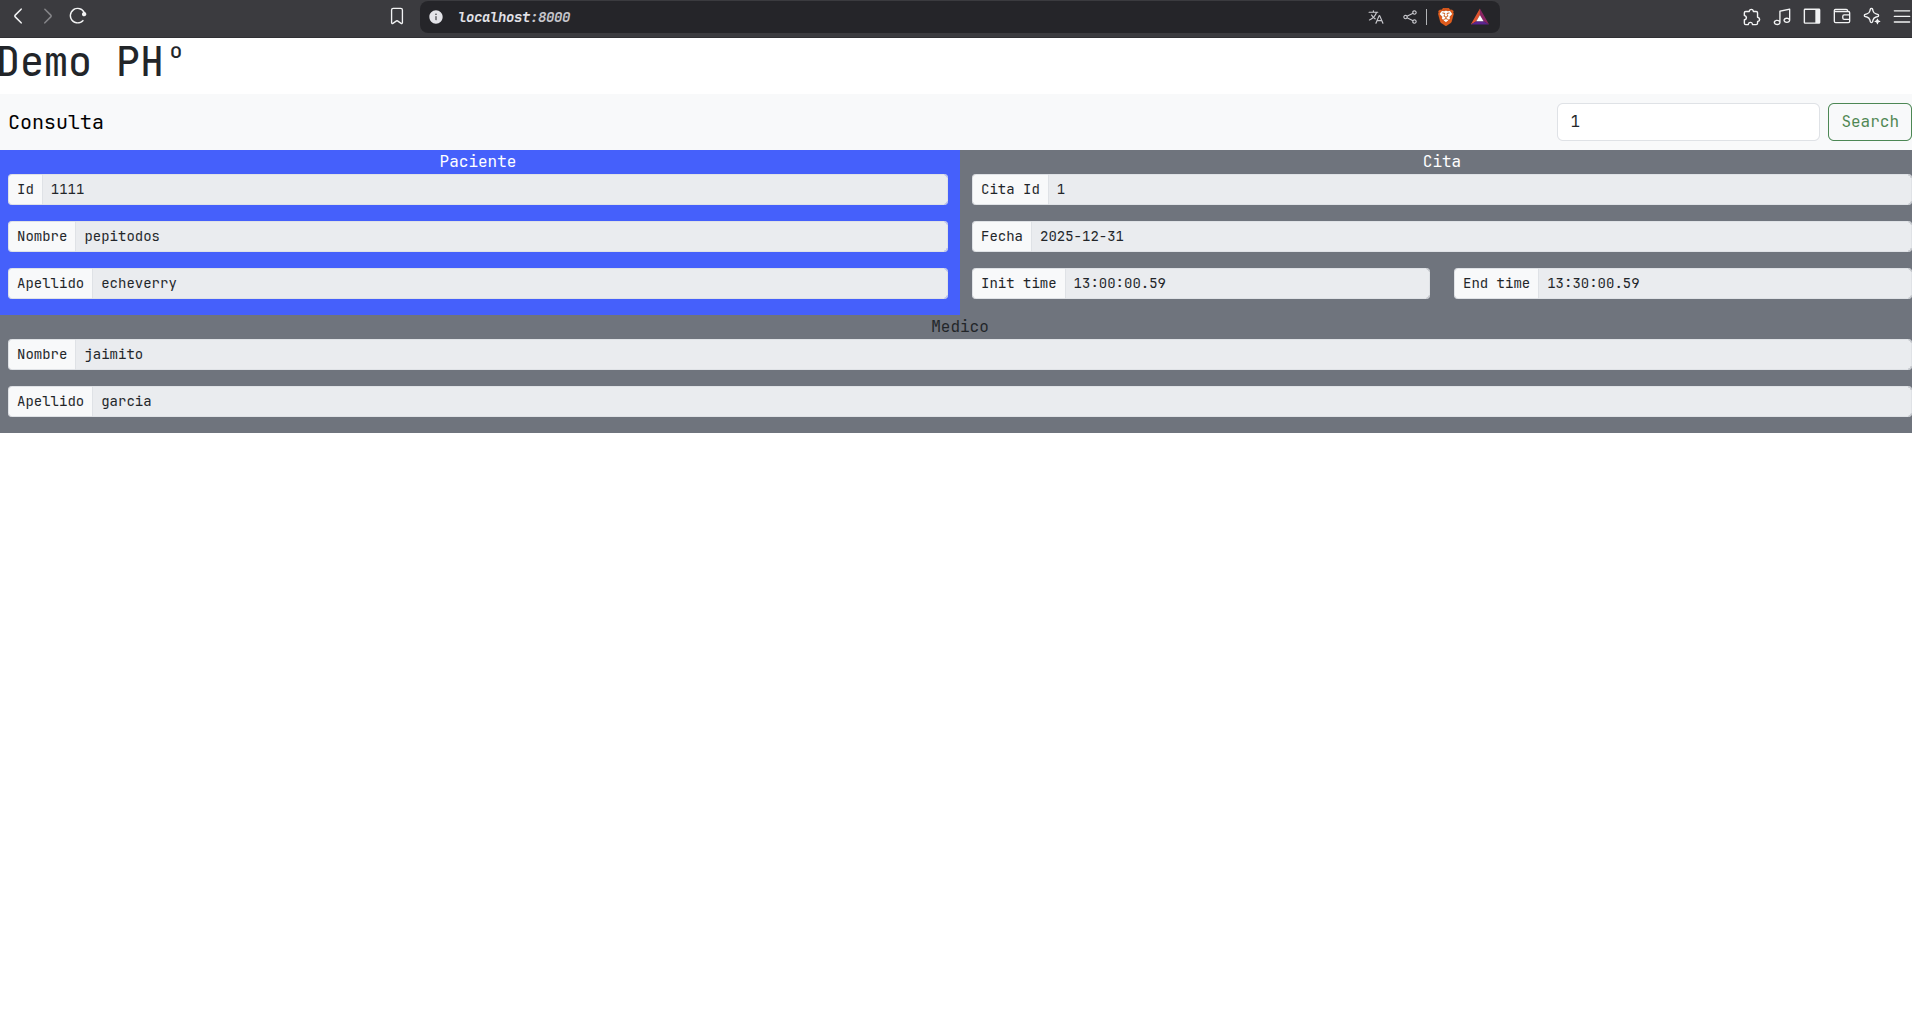 localhost:8000
Demo PHº
Consulta
1
Search
Paciente
Id 1111
Nombre pepitodos
Apellido echeverry
Cita
Cita Id 1
Fecha 2025-12-31
Init time 13:00:00.59 End time 13:30:00.59
Medico
Nombre jaimito
Apellido garcia